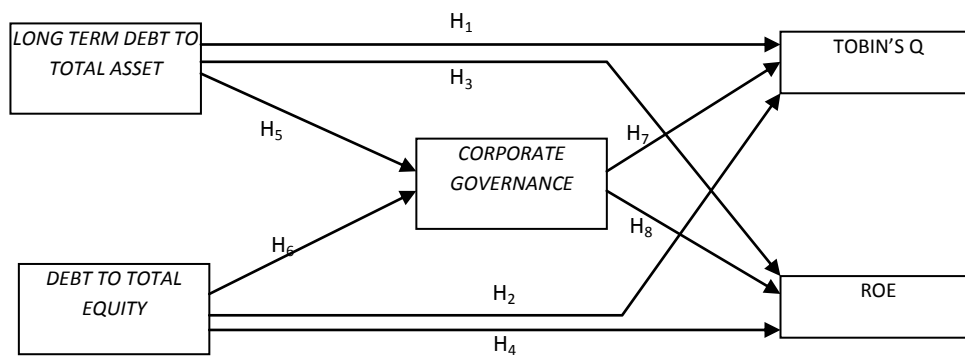 H₁
LONG TERM DEBT TO
TOTAL ASSET
TOBIN'S Q
H₃
H₅
H₇
CORPORATE
GOVERNANCE
H₆
H₈
DEBT TO TOTAL
EQUITY
H₂
ROE
H₄